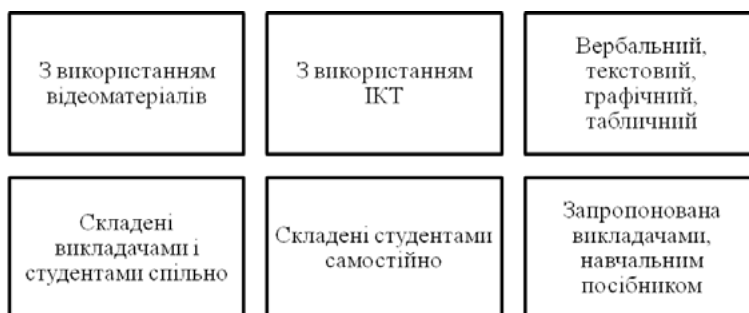 З використанням
відеоматеріалів
З використанням
ІКТ
Вербальний,
текстовий,
графічний,
табличний
Складені
викладачами і
студентами спільно
Складені студентами
самостійно
Запропонована
викладачами,
навчальним
посібником